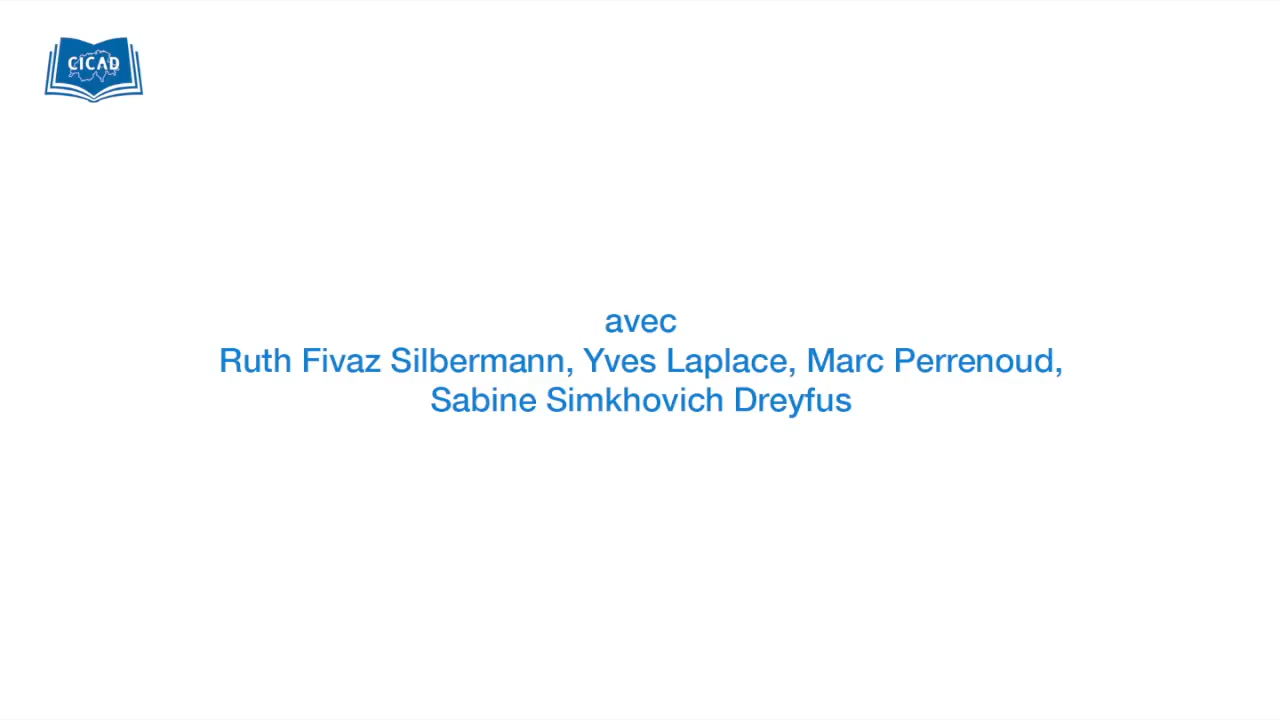 CICAD
avec
Ruth Fivaz Silbermann, Yves Laplace, Marc Perrenoud,
Sabine Simkhovich Dreyfus